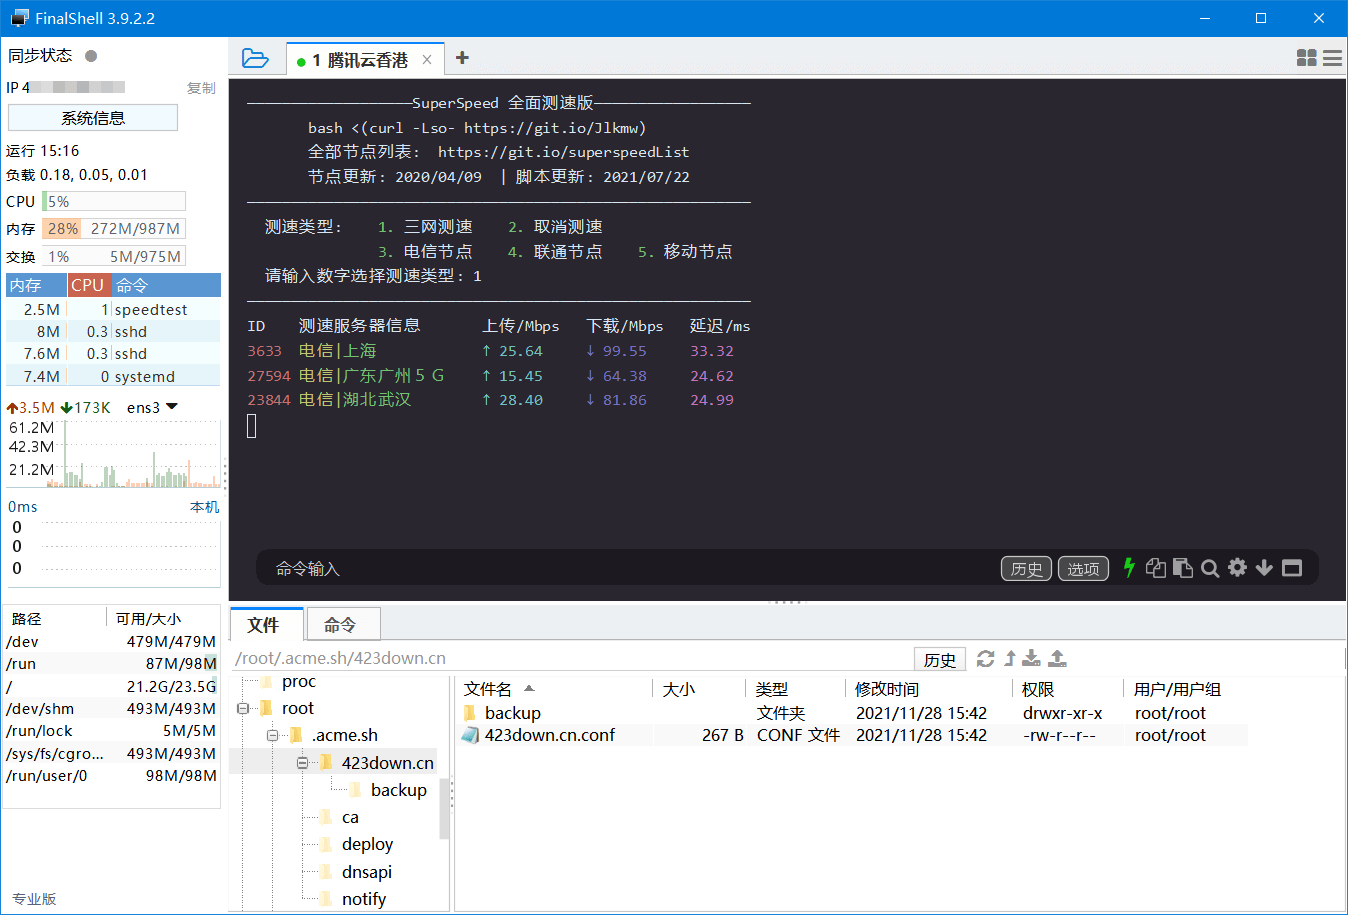 FinalShell 3.9.2.2
同步状态
IP 4
复制
系统信息
运行 15:16
负载 0.18, 0.05, 0.01
CPU 5%
内存 28% 272M/987M
交换 1% 5M/975M
内存 CPU 命令
2.5M 1 speedtest
8M 0.3 sshd
7.6M 0.3 sshd
7.4M 0 systemd
3.5M 173K ens3
61.2M
42.3M
21.2M
0ms 本机
0
0
0
路径 可用/大小
/dev 479M/479M
/run 87M/98M
/ 21.2G/23.5G
/dev/shm 493M/493M
/run/lock 5M/5M
/sys/fs/cgro... 493M/493M
/run/user/0 98M/98M
专业版
1 腾讯云香港
SuperSpeed 全面测速版
bash <(curl -Lso- https://git.io/Jlkmw)
全部节点列表: https://git.io/superspeedList
节点更新: 2020/04/09 | 脚本更新: 2021/07/22
测速类型: 1. 三网测速 2. 取消测速
3. 电信节点 4. 联通节点 5. 移动节点
请输入数字选择测速类型: 1
ID 测速服务器信息 上传/Mbps 下载/Mbps 延迟/ms
3633 电信|上海 ↑ 25.64 ↓ 99.55 33.32
27594 电信|广东广州５Ｇ ↑ 15.45 ↓ 64.38 24.62
23844 电信|湖北武汉 ↑ 28.40 ↓ 81.86 24.99
命令输入 历史 选项
文件 命令
/root/.acme.sh/423down.cn 历史
proc
root
.acme.sh
423down.cn
backup
ca
deploy
dnsapi
notify
文件名 大小 类型 修改时间 权限 用户/用户组
backup 文件夹 2021/11/28 15:42 drwxr-xr-x root/root
423down.cn.conf 267 B CONF 文件 2021/11/28 15:42 -rw-r--r-- root/root